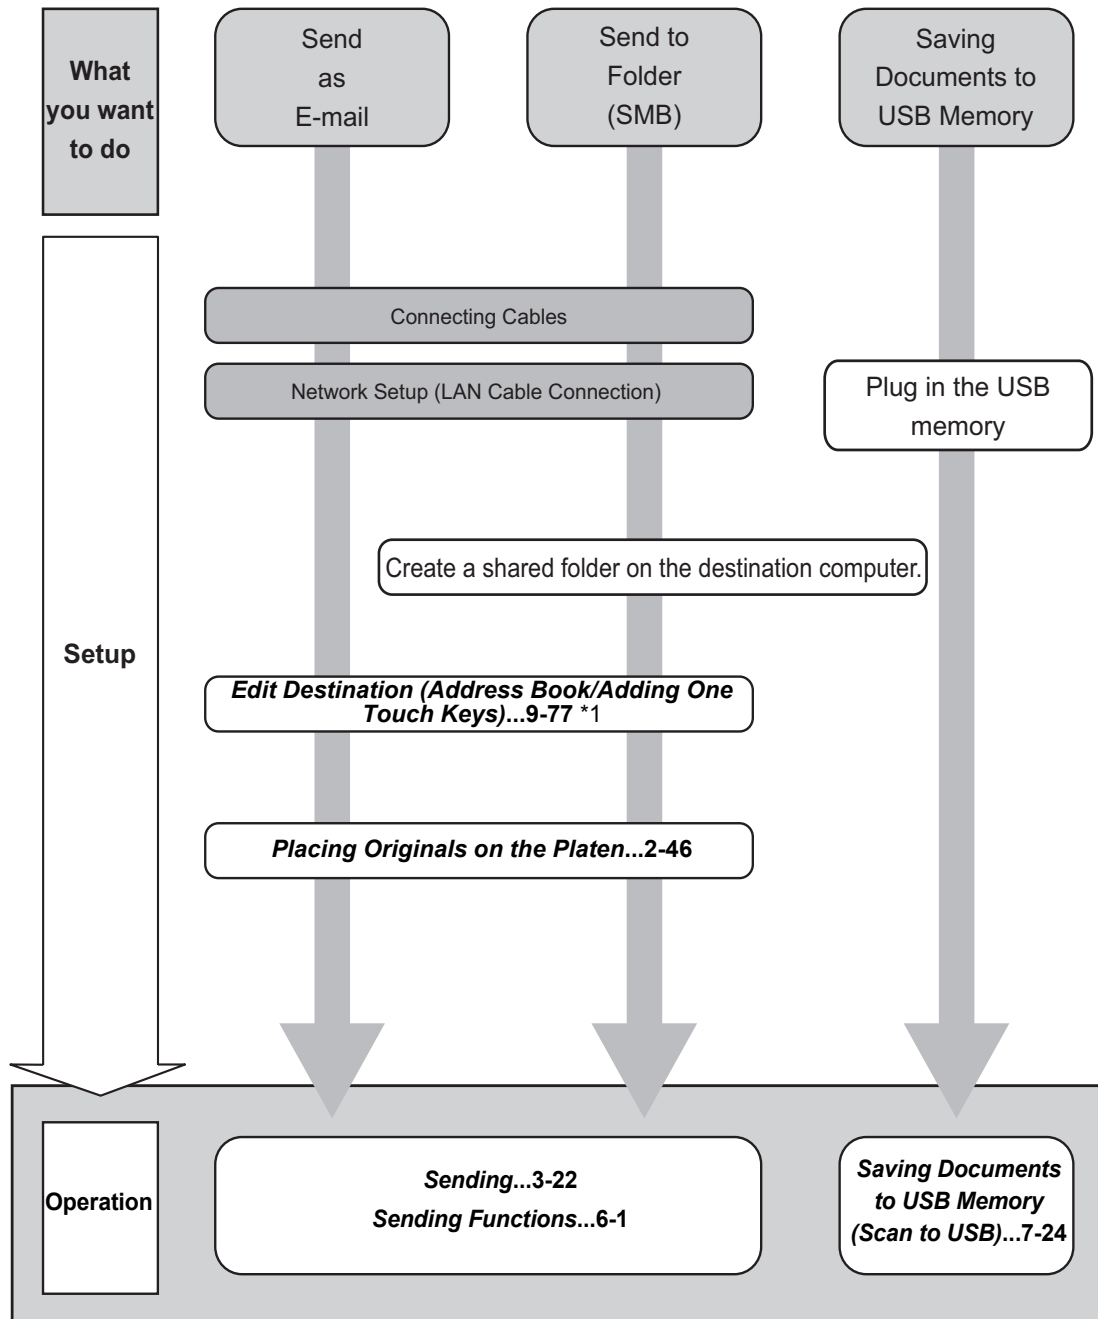 What
you want
to do
Send
as
E-mail
Send to
Folder
(SMB)
Saving
Documents to
USB Memory
Connecting Cables
Network Setup (LAN Cable Connection)
Plug in the USB
memory
Create a shared folder on the destination computer.
Setup
Edit Destination (Address Book/Adding One
Touch Keys)...9-77 *1
Placing Originals on the Platen...2-46
Operation
Sending...3-22
Sending Functions...6-1
Saving Documents
to USB Memory
(Scan to USB)...7-24